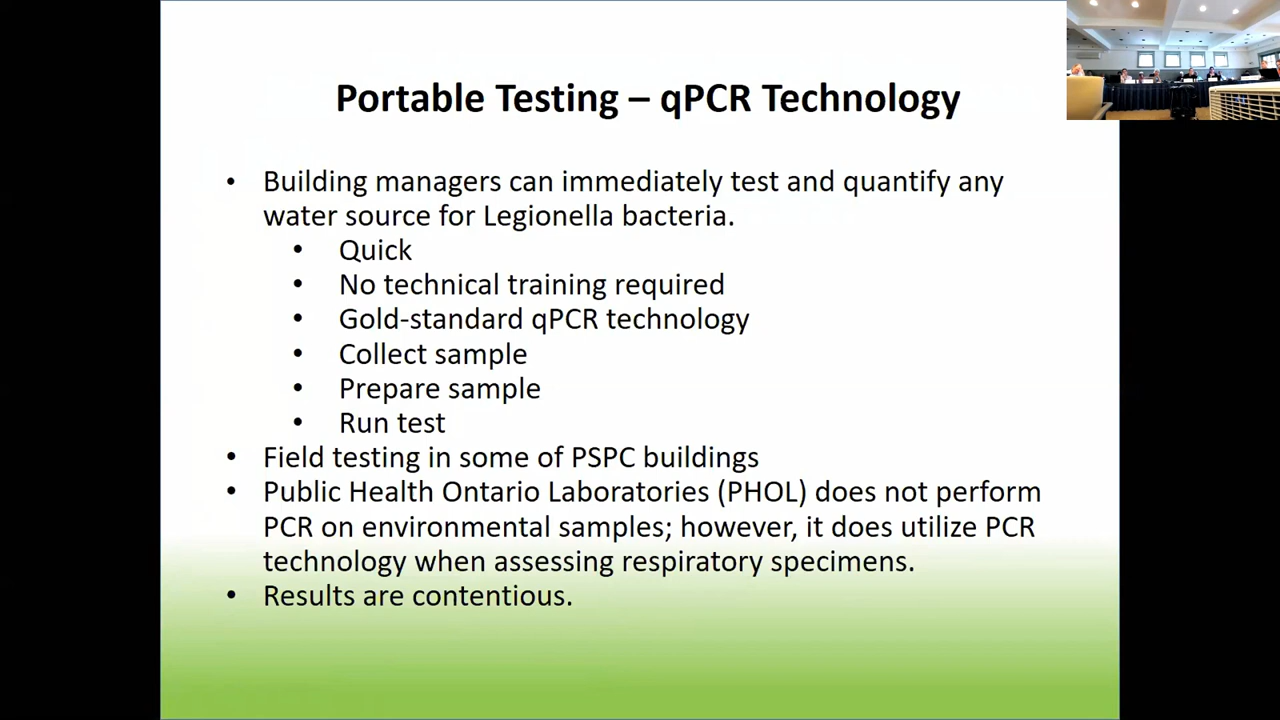 Portable Testing – qPCR Technology
• Building managers can immediately test and quantify any
water source for Legionella bacteria.
• Quick
• No technical training required
• Gold-standard qPCR technology
• Collect sample
• Prepare sample
• Run test
• Field testing in some of PSPC buildings
• Public Health Ontario Laboratories (PHOL) does not perform
PCR on environmental samples; however, it does utilize PCR
technology when assessing respiratory specimens.
• Results are contentious.